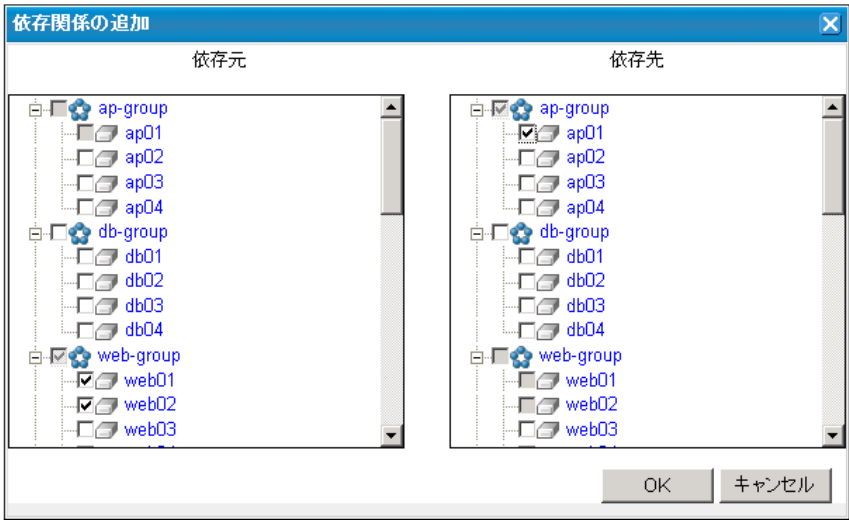 依存関係の追加
依存元
ap-group
ap01
ap02
ap03
ap04
db-group
db01
db02
db03
db04
web-group
web01
web02
web03
依存先
ap-group
ap01
ap02
ap03
ap04
db-group
db01
db02
db03
db04
web-group
web01
web02
web03
OK
キャンセル